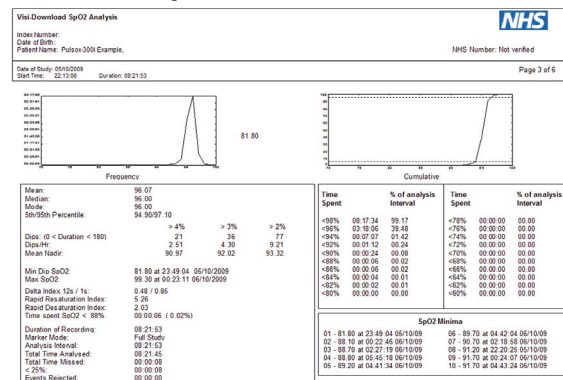 Visi-Download SpO2 Analysis
NHS
Index Number:
Date of Birth:
Patient Name: Pulsox-300i Example,
NHS Number: Not verified
Date of Study: 05/10/2009
Start Time: 22:13:06 Duration: 08:21:53
Page 3 of 6
81.80
Frequency
Cumulative
Mean: 96.07
Median: 96.00
Mode: 96.00
5th/95th Percentile: 94.90/97.10
> 4% > 3% > 2%
Dips: (0 < Duration < 180) 21 36 77
Dips/Hr: 2.51 4.30 9.21
Mean Nadir: 90.97 92.02 93.32
Min Dip SpO2: 81.80 at 23:49:04 05/10/2009
Max SpO2: 99.30 at 00:23:11 06/10/2009
Delta Index 12s / 1s: 0.48 / 0.85
Rapid Resaturation Index: 5.26
Rapid Desaturation Index: 2.03
Time spent SpO2 < 88% 00:00:06 ( 0.02%)
Duration of Recording: 08:21:53
Marker Mode: Full Study
Analysis Interval: 08:21:53
Total Time Analysed: 08:21:45
Total Time Missed: 00:00:08
< 25%: 00:00:08
Events Rejected: 00:00:00
Time Spent % of analysis Interval Time Spent % of analysis Interval
<98% 08:17:34 99.17 <78% 00:00:00 00.00
<96% 03:18:06 39.48 <76% 00:00:00 00.00
<94% 00:07:07 01.42 <74% 00:00:00 00.00
<92% 00:01:12 00.24 <72% 00:00:00 00.00
<90% 00:00:24 00.08 <70% 00:00:00 00.00
<88% 00:00:06 00.02 <68% 00:00:00 00.00
<86% 00:00:06 00.02 <66% 00:00:00 00.00
<84% 00:00:04 00.01 <64% 00:00:00 00.00
<82% 00:00:02 00.01 <62% 00:00:00 00.00
<80% 00:00:00 00.00 <60% 00:00:00 00.00
SpO2 Minima
01 - 81.80 at 23:49:04 05/10/09 06 - 89.70 at 04:42:04 06/10/09
02 - 88.10 at 00:22:46 06/10/09 07 - 90.70 at 02:18:58 06/10/09
03 - 88.70 at 02:27:19 06/10/09 08 - 91.20 at 22:20:25 05/10/09
04 - 88.80 at 05:45:18 06/10/09 09 - 91.70 at 00:24:07 06/10/09
05 - 89.20 at 04:41:34 06/10/09 10 - 91.70 at 04:43:24 06/10/09